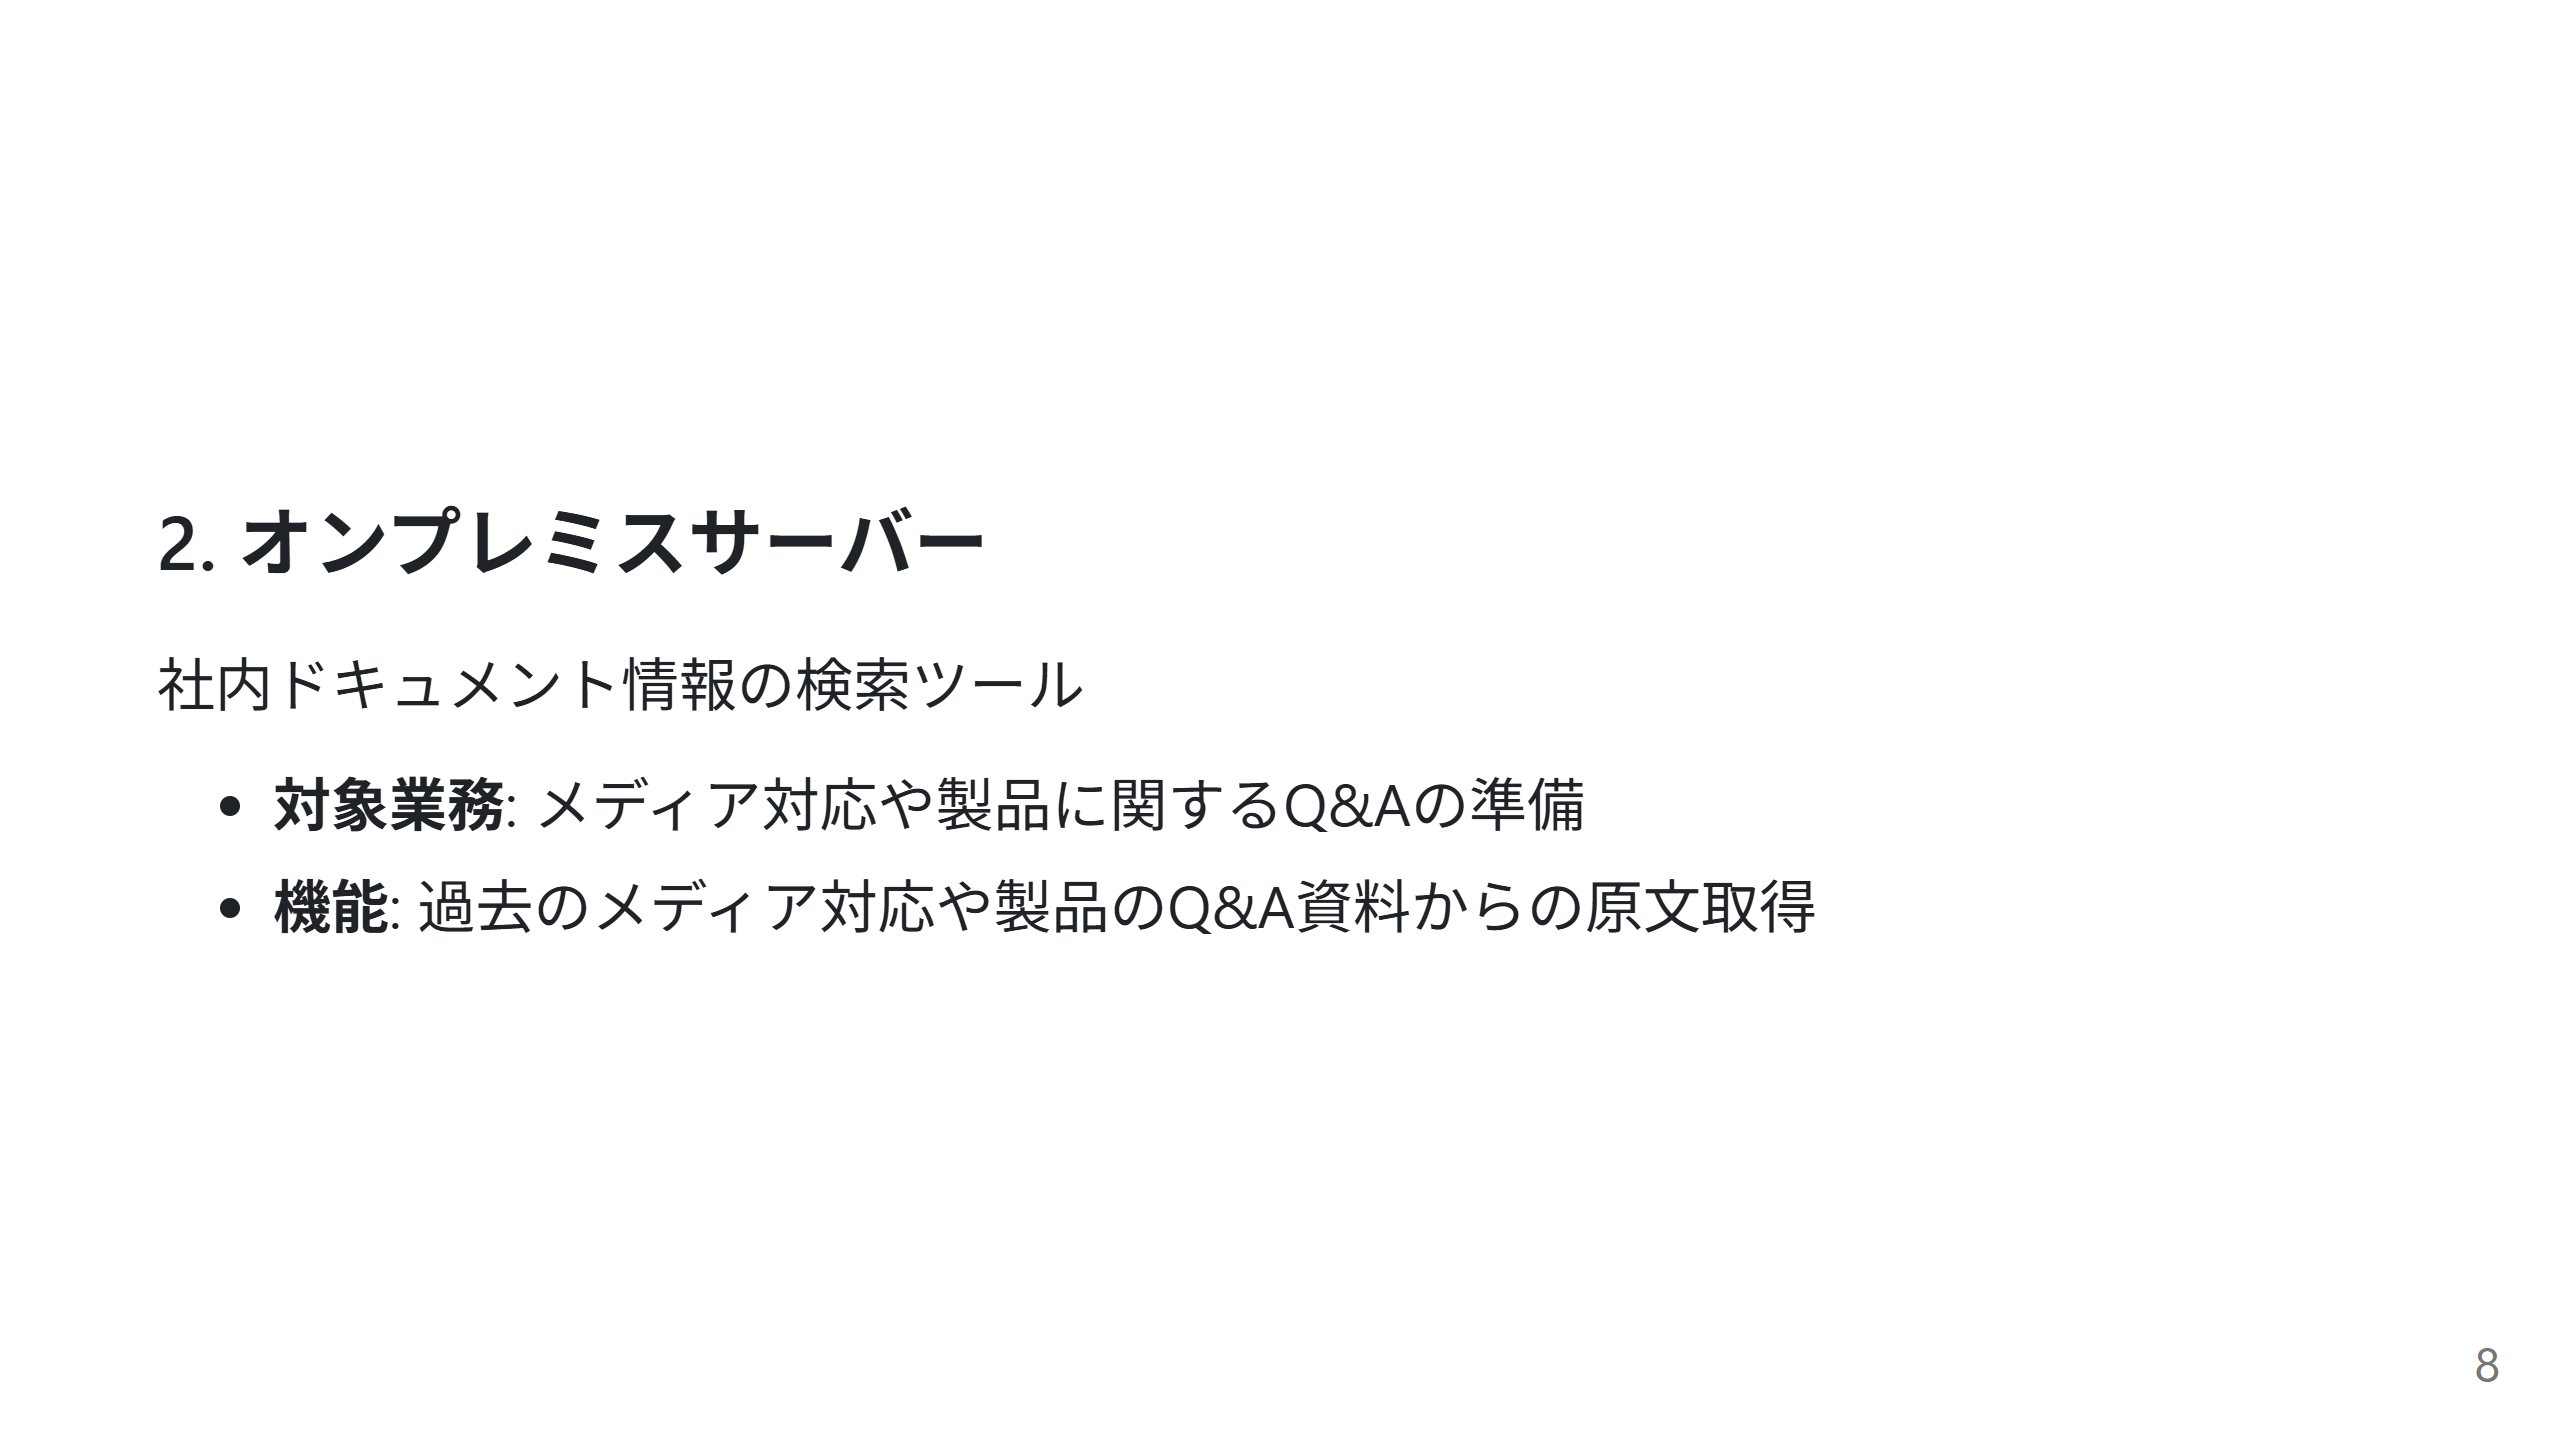 2. オンプレミスサーバー
社内ドキュメント情報の検索ツール
• 対象業務: メディア対応や製品に関するQ&Aの準備
• 機能: 過去のメディア対応や製品のQ&A資料からの原文取得
8